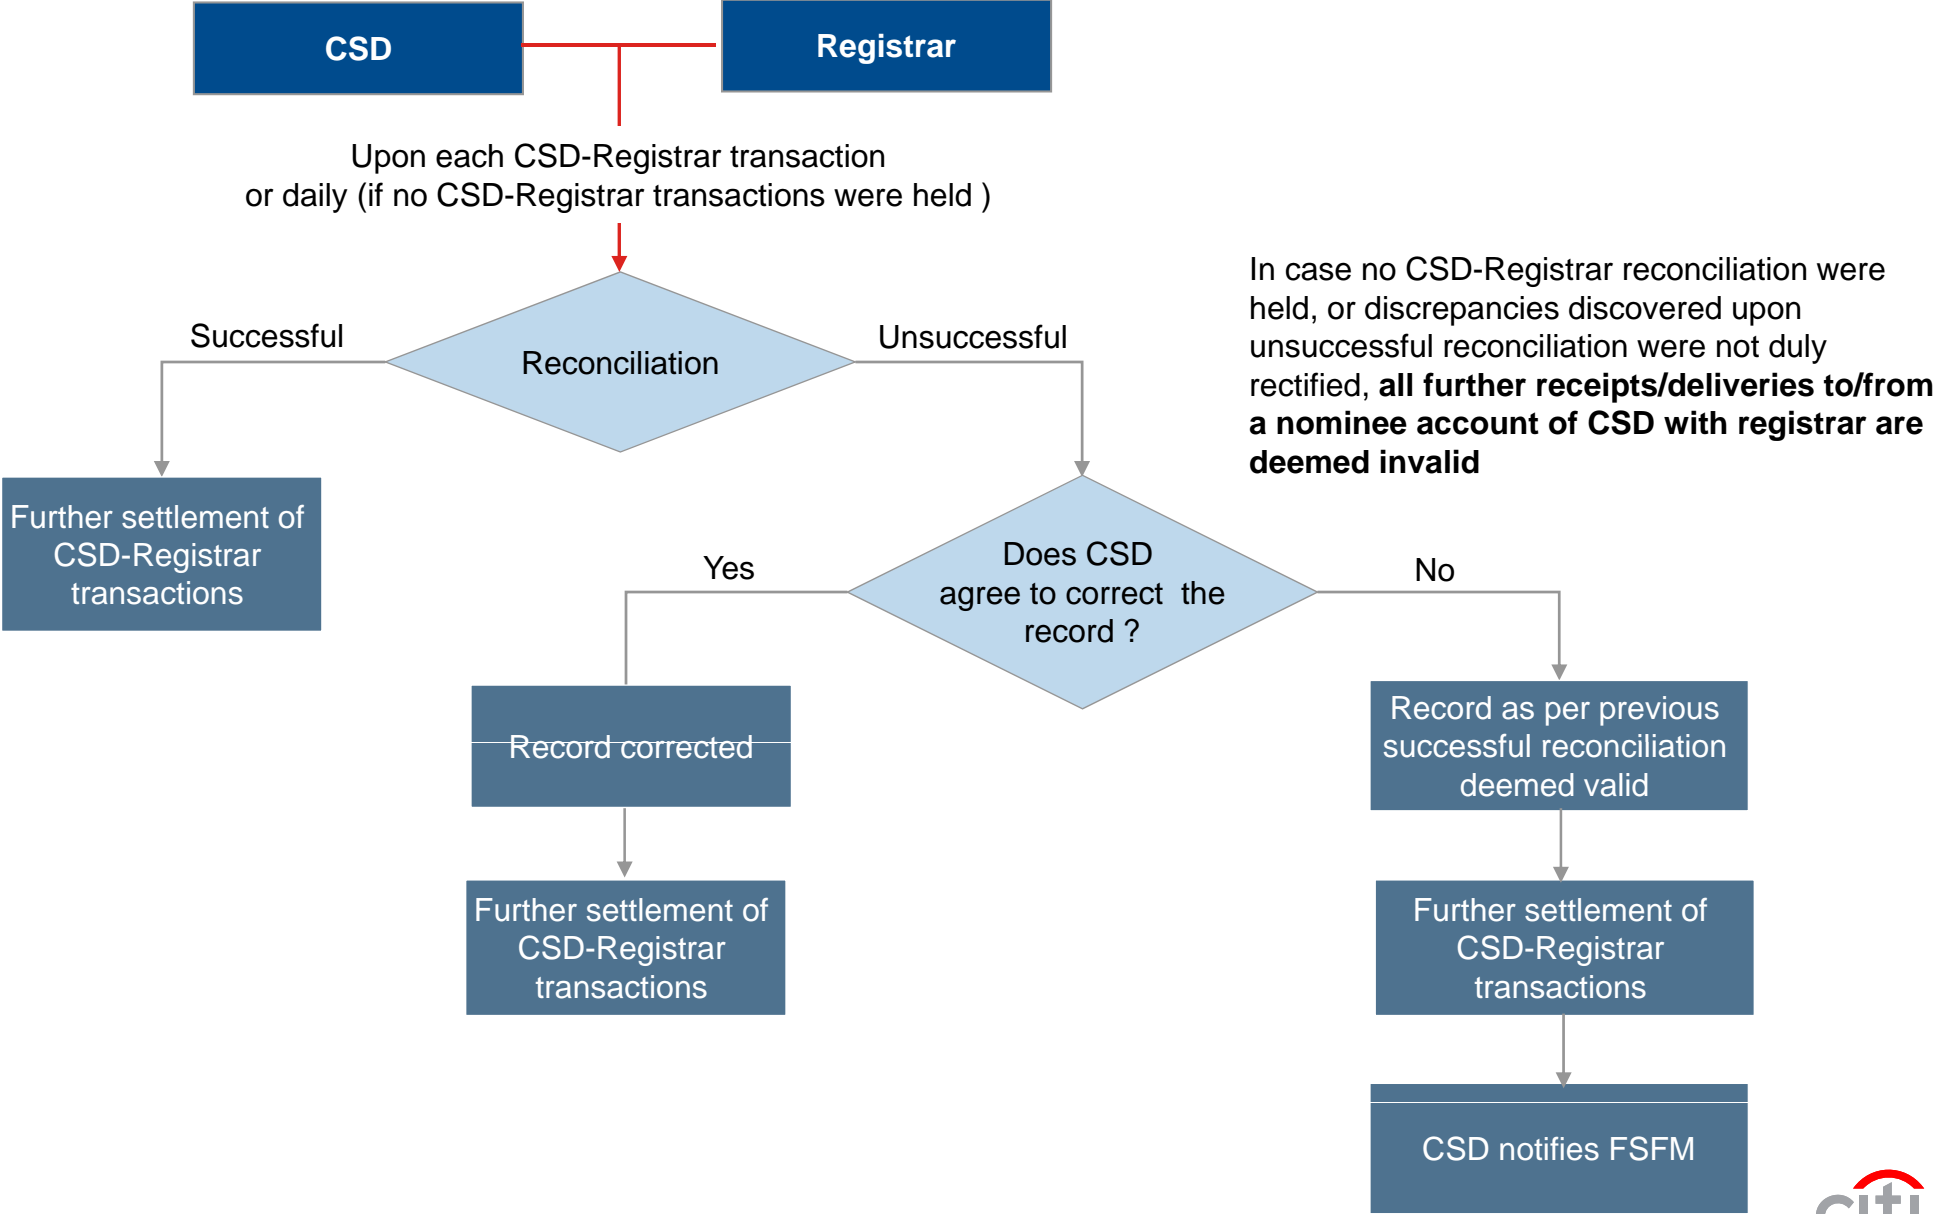 CSD
Registrar
Upon each CSD-Registrar transaction
or daily (if no CSD-Registrar transactions were held )
In case no CSD-Registrar reconciliation were
held, or discrepancies discovered upon
unsuccessful reconciliation were not duly
rectified, all further receipts/deliveries to/from
a nominee account of CSD with registrar are
deemed invalid
Successful
Reconciliation
Unsuccessful
Further settlement of
CSD-Registrar
transactions
Does CSD
agree to correct  the
record ?
Yes
No
Record corrected
Record as per previous
successful reconciliation
deemed valid
Further settlement of
CSD-Registrar
transactions
Further settlement of
CSD-Registrar
transactions
CSD notifies FSFM
citi